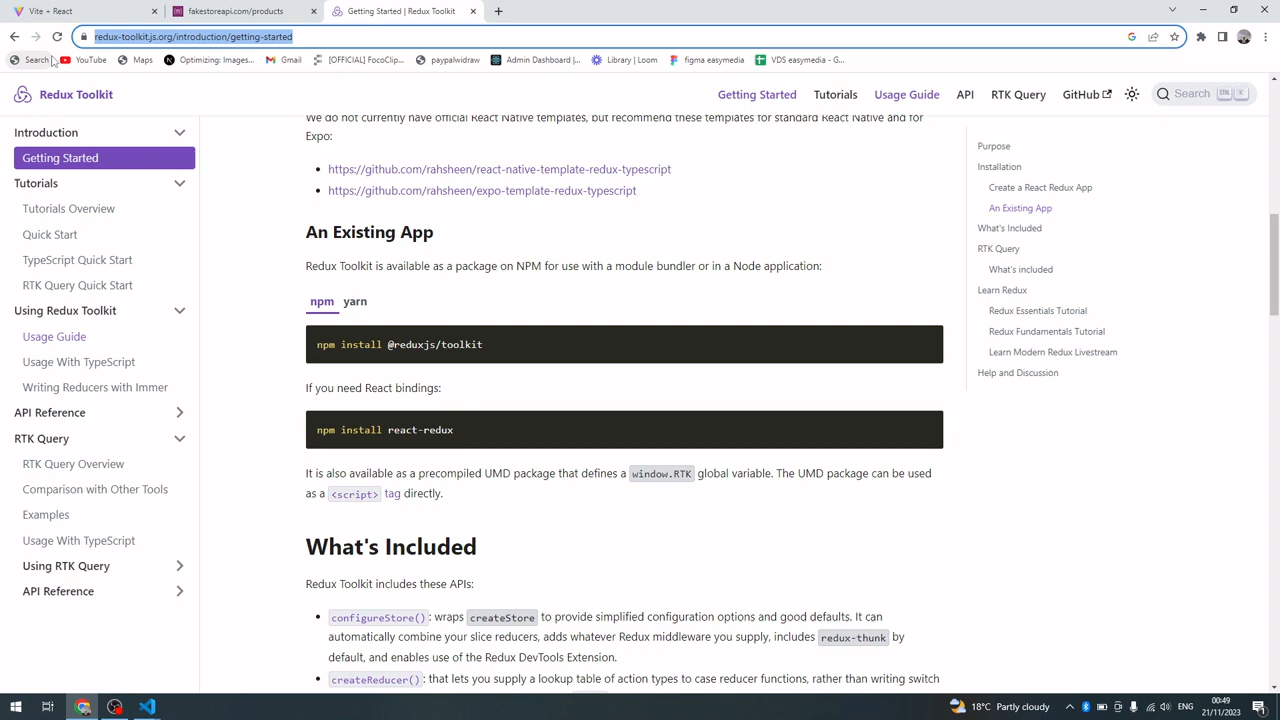 Vite + React
fakestoreapi.com/products
Getting Started | Redux Toolkit
redux-toolkit.js.org/introduction/getting-started
Search
YouTube
Maps
Optimizing: Images...
Gmail
[OFFICIAL] FocoClip...
paypalwidraw
Admin Dashboard |...
Library | Loom
figma easymedia
VDS easymedia - G...
Redux Toolkit
Getting Started
Tutorials
Usage Guide
API
RTK Query
GitHub
Search
CTRL
K
Introduction
Getting Started
Tutorials
Tutorials Overview
Quick Start
TypeScript Quick Start
RTK Query Quick Start
Using Redux Toolkit
Usage Guide
Usage With TypeScript
Writing Reducers with Immer
API Reference
RTK Query
RTK Query Overview
Comparison with Other Tools
Examples
Usage With TypeScript
Using RTK Query
API Reference
We do not currently have official React Native templates, but recommend these templates for standard React Native and for
Expo:
https://github.com/rahsheen/react-native-template-redux-typescript
https://github.com/rahsheen/expo-template-redux-typescript
An Existing App
Redux Toolkit is available as a package on NPM for use with a module bundler or in a Node application:
npm yarn
npm install @reduxjs/toolkit
If you need React bindings:
npm install react-redux
It is also available as a precompiled UMD package that defines a window.RTK global variable. The UMD package can be used
as a <script> tag directly.
What's Included
Redux Toolkit includes these APIs:
configureStore(): wraps createStore to provide simplified configuration options and good defaults. It can
automatically combine your slice reducers, adds whatever Redux middleware you supply, includes redux-thunk by
default, and enables use of the Redux DevTools Extension.
createReducer(): that lets you supply a lookup table of action types to case reducer functions, rather than writing switch
Purpose
Installation
Create a React Redux App
An Existing App
What's Included
RTK Query
What's included
Learn Redux
Redux Essentials Tutorial
Redux Fundamentals Tutorial
Learn Modern Redux Livestream
Help and Discussion
18°C Partly cloudy
ENG
00:49
21/11/2023